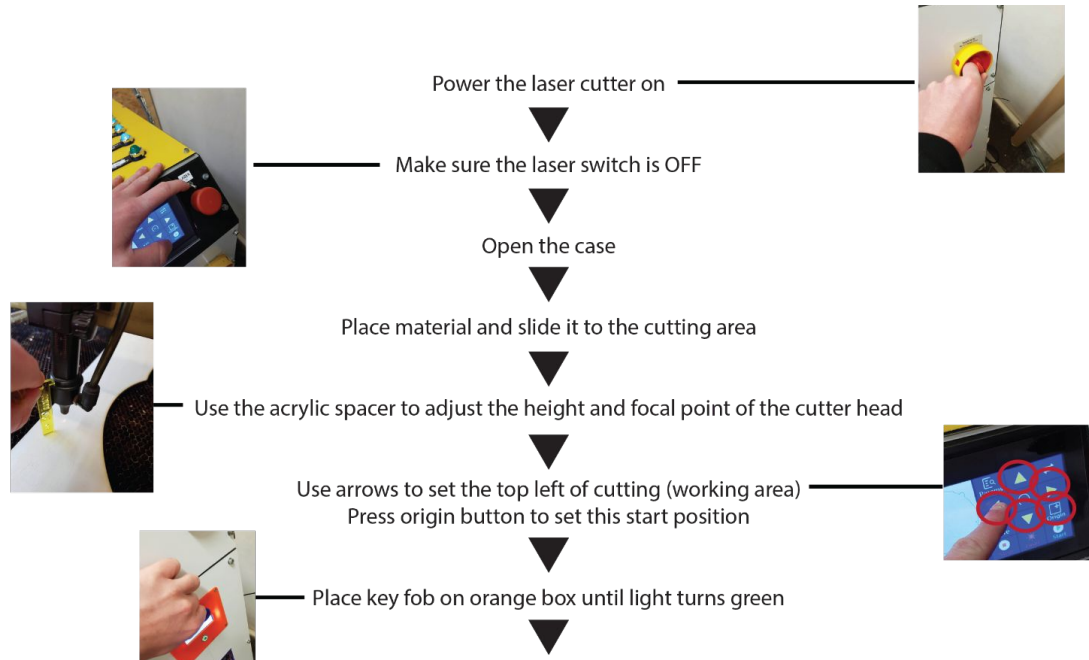 Power the laser cutter on
Make sure the laser switch is OFF
Open the case
Place material and slide it to the cutting area
Use the acrylic spacer to adjust the height and focal point of the cutter head
Use arrows to set the top left of cutting (working area)
Press origin button to set this start position
Place key fob on orange box until light turns green
Origin
Start